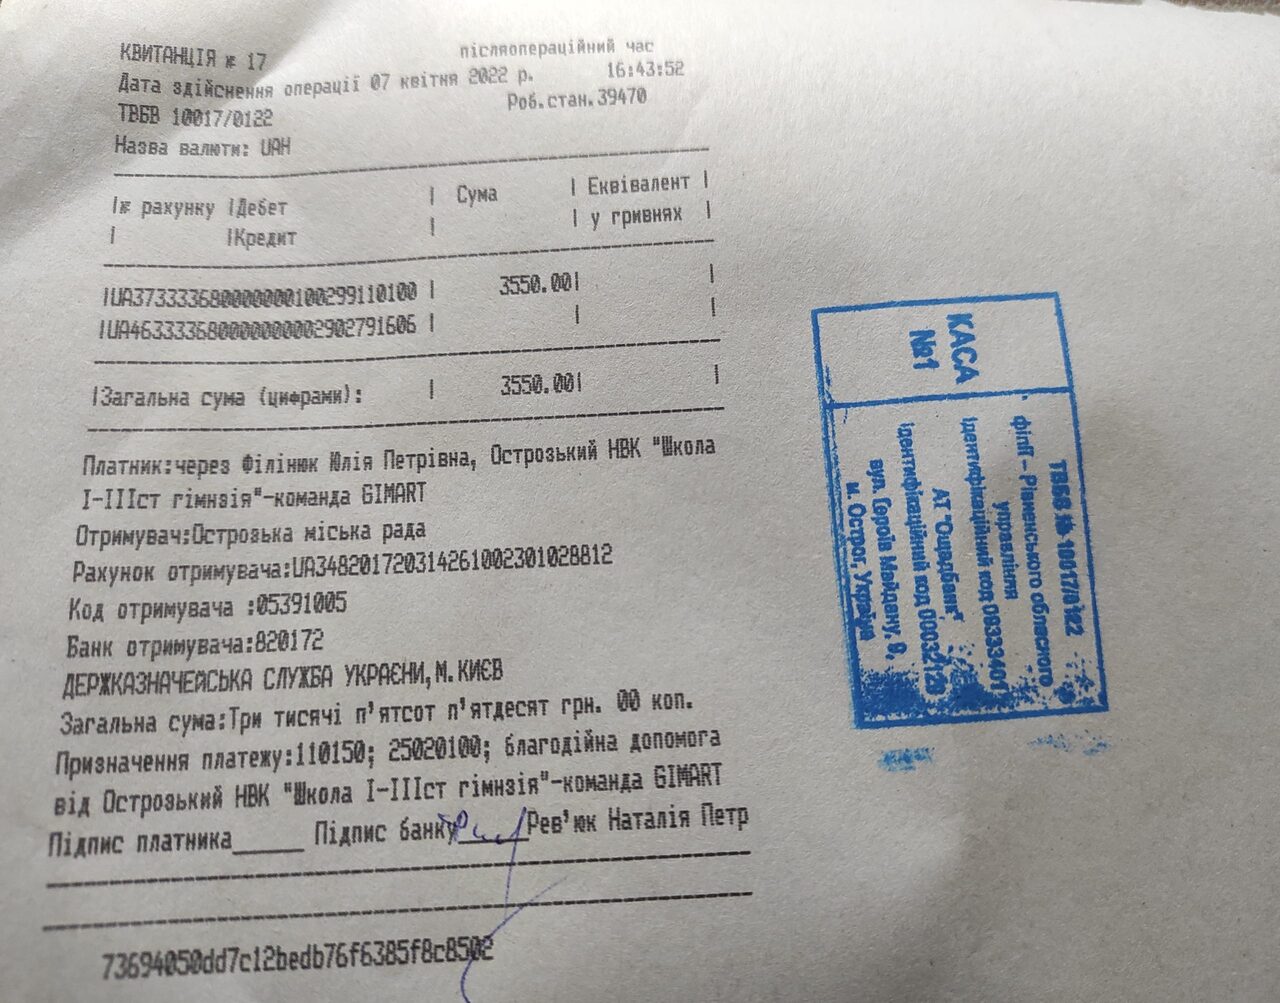 КВИТАНЦІЯ № 17
післяопераційний час
Дата здійснення операції 07 квітня 2022 р. 16:43:52
ТВБВ 10017/0122 Роб.стан.39470
Назва валюти: UAH
|№ рахунку |Дебет | Сума | Еквівалент |
| |Кредит | | у гривнях |
|UA373333680000000100299110100 | 3550.00| |
|UA463333680000000002902791606 | | |
|Загальна сума (цифрами): | 3550.00| |
Платник:через Філінюк Юлія Петрівна, Острозький НВК "Школа
I-IIIст гімнзія"-команда GIMART
Отримувач:Острозька міська рада
Рахунок отримувача:UA348201720314261002301028812
Код отримувача :05391005
Банк отримувача:820172
ДЕРЖКАЗНАЧЕЙСЬКА СЛУЖБА УКРАЄНИ,М.КИЄВ
Загальна сума:Три тисячі п'ятсот п'ятдесят грн. 00 коп.
Призначення платежу:110150; 25020100; благодійна допомога
від Острозький НВК "Школа I-IIIст гімнзія"-команда GIMART
Підпис платника_____ Підпис банку_____Рев'юк Наталія Петр
73694050dd7c12bedb76f6385f8c8502
КАСА
№1
ТВБВ № 10017/0122
філії – Рівненського обласного
управління
Ідентифікаційний код 09333401
АТ "Ощадбанк",
Ідентифікаційний код 00032129
вул. Героїв Майдану, 8,
м. Острог, Україна